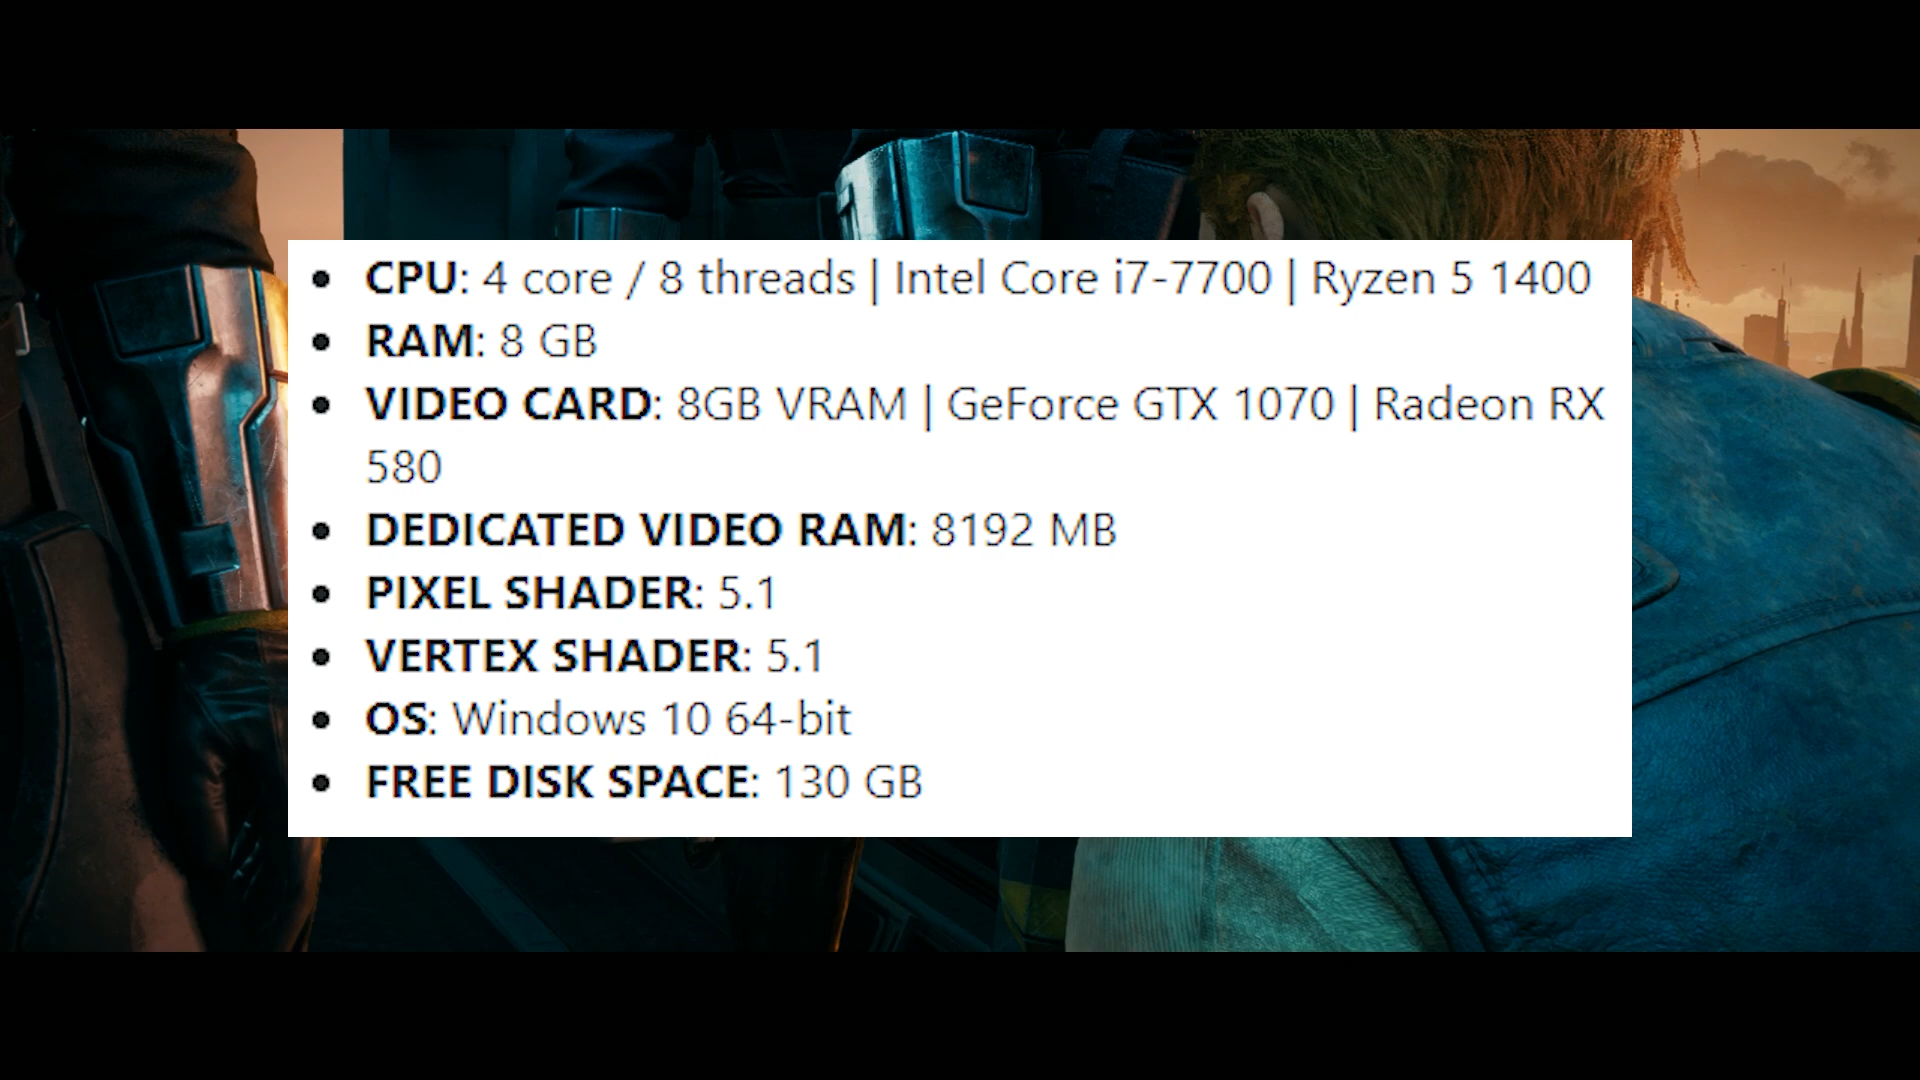 • CPU: 4 core / 8 threads | Intel Core i7-7700 | Ryzen 5 1400
• RAM: 8 GB
• VIDEO CARD: 8GB VRAM | GeForce GTX 1070 | Radeon RX
580
• DEDICATED VIDEO RAM: 8192 MB
• PIXEL SHADER: 5.1
• VERTEX SHADER: 5.1
• OS: Windows 10 64-bit
• FREE DISK SPACE: 130 GB